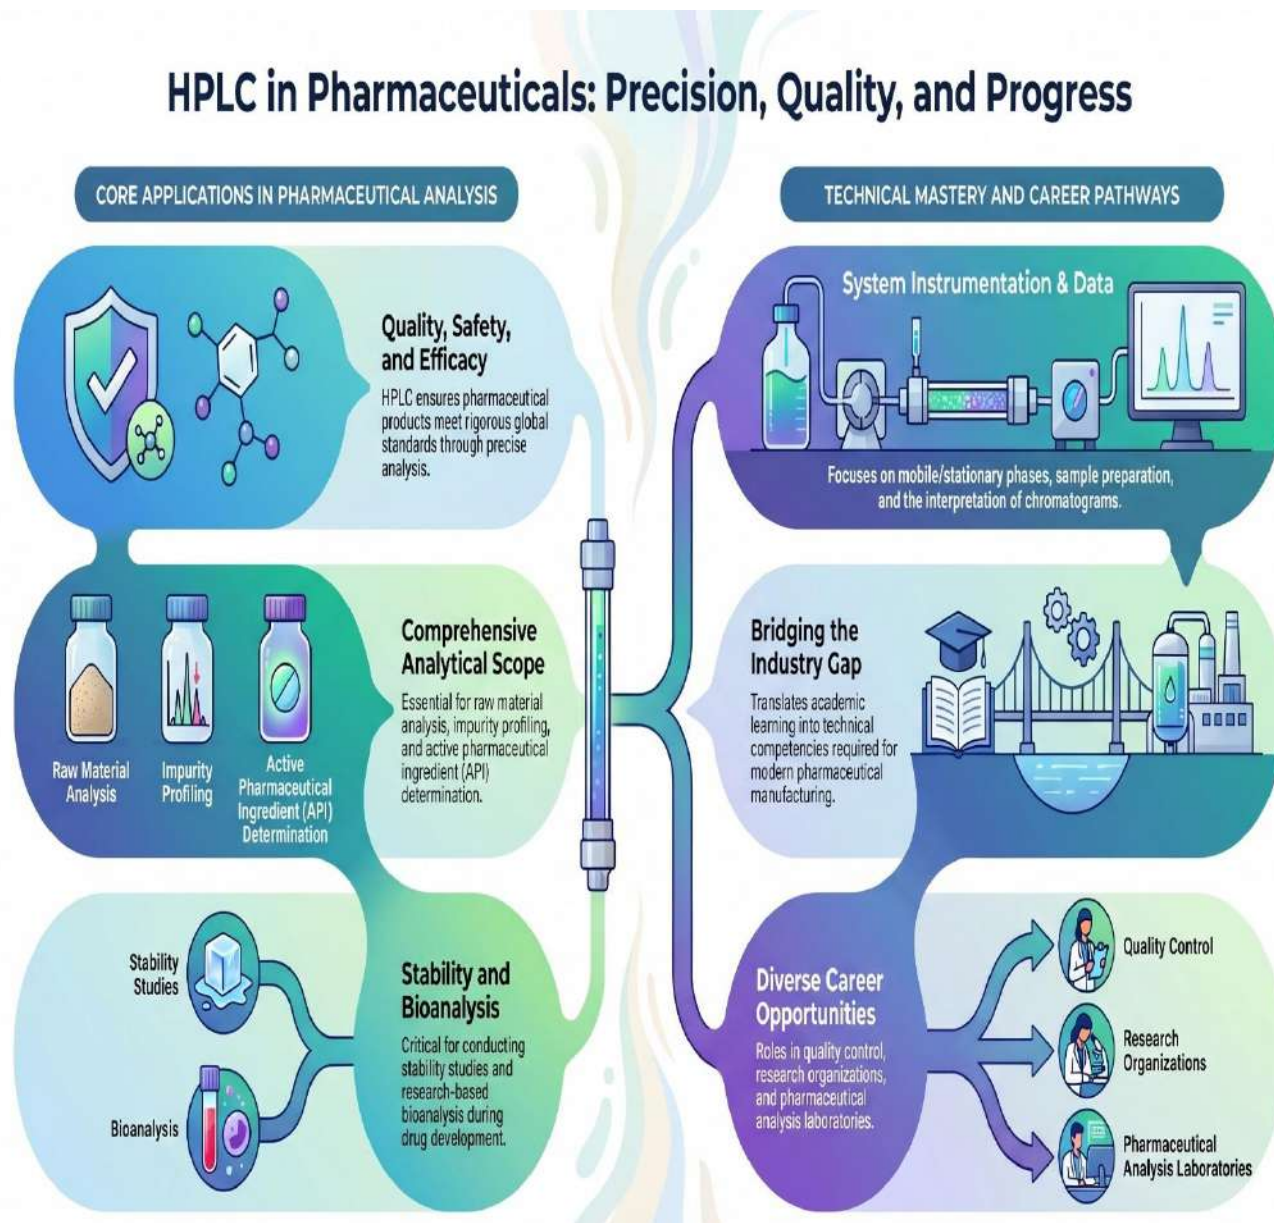 HPLC in Pharmaceuticals: Precision, Quality, and Progress
CORE APPLICATIONS IN PHARMACEUTICAL ANALYSIS
Quality, Safety,
and Efficacy
HPLC ensures pharmaceutical
products meet rigorous global
standards through precise
analysis.
Raw Material
Analysis
Impurity
Profiling
Active
Pharmaceutical
Ingredient (API)
Determination
Comprehensive
Analytical Scope
Essential for raw material
analysis, impurity profiling,
and active pharmaceutical
ingredient (API)
determination.
Stability
Studies
Bioanalysis
Stability and
Bioanalysis
Critical for conducting
stability studies and
research-based
bioanalysis during
drug development.
TECHNICAL MASTERY AND CAREER PATHWAYS
System Instrumentation & Data
Focuses on mobile/stationary phases, sample preparation,
and the interpretation of chromatograms.
Bridging the
Industry Gap
Translates academic
learning into technical
competencies required for
modern pharmaceutical
manufacturing.
Diverse Career
Opportunities
Roles in quality control,
research organizations,
and pharmaceutical
analysis laboratories.
Quality Control
Research
Organizations
Pharmaceutical
Analysis Laboratories